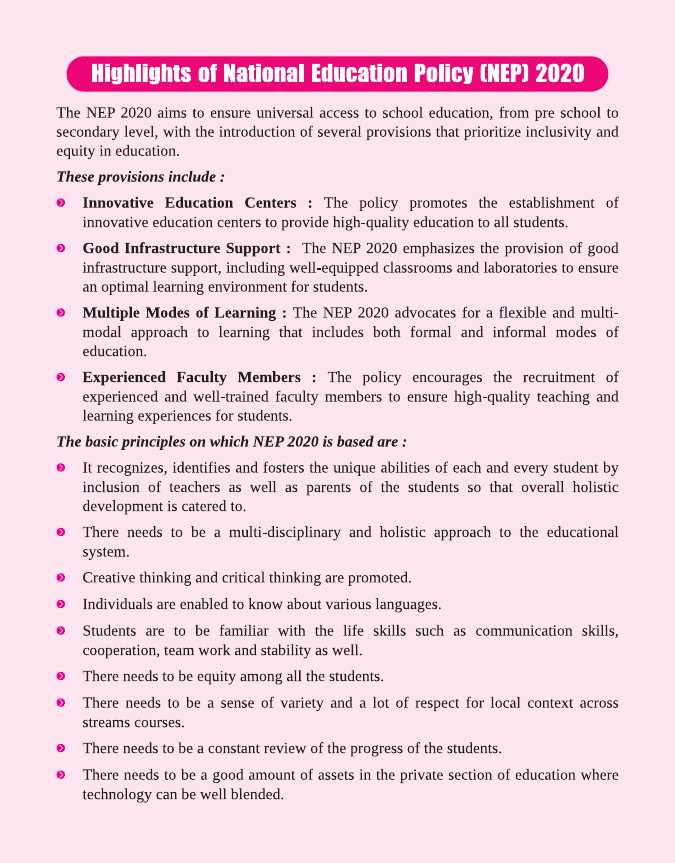 Highlights of National Education Policy (NEP) 2020
The NEP 2020 aims to ensure universal access to school education, from pre school to
secondary level, with the introduction of several provisions that prioritize inclusivity and
equity in education.
These provisions include :
Innovative Education Centers : The policy promotes the establishment of
innovative education centers to provide high-quality education to all students.
Good Infrastructure Support : The NEP 2020 emphasizes the provision of good
infrastructure support, including well-equipped classrooms and laboratories to ensure
an optimal learning environment for students.
Multiple Modes of Learning : The NEP 2020 advocates for a flexible and multi-
modal approach to learning that includes both formal and informal modes of
education.
Experienced Faculty Members : The policy encourages the recruitment of
experienced and well-trained faculty members to ensure high-quality teaching and
learning experiences for students.
The basic principles on which NEP 2020 is based are :
It recognizes, identifies and fosters the unique abilities of each and every student by
inclusion of teachers as well as parents of the students so that overall holistic
development is catered to.
There needs to be a multi-disciplinary and holistic approach to the educational
system.
Creative thinking and critical thinking are promoted.
Individuals are enabled to know about various languages.
Students are to be familiar with the life skills such as communication skills,
cooperation, team work and stability as well.
There needs to be equity among all the students.
There needs to be a sense of variety and a lot of respect for local context across
streams courses.
There needs to be a constant review of the progress of the students.
There needs to be a good amount of assets in the private section of education where
technology can be well blended.